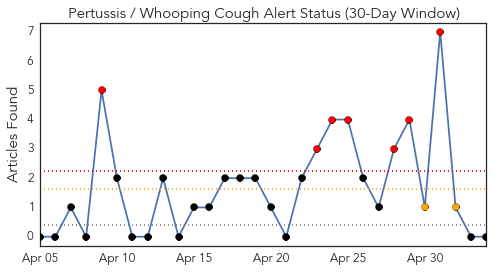 Pertussis / Whooping Cough Alert Status (30-Day Window)
Articles Found
7
6
5
4
3
2
1
0
Apr 05
Apr 10
Apr 15
Apr 20
Apr 25
Apr 30